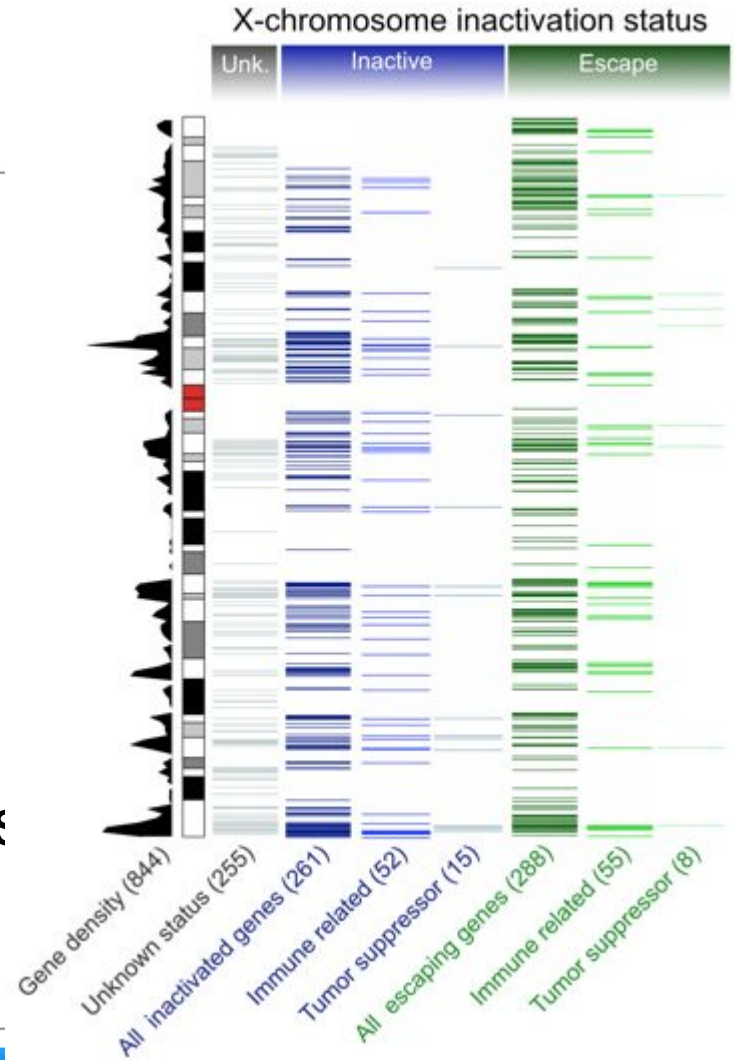 X-chromosome inactivation status
Unk.
Inactive
Escape
Gene density (844)
Unknown status (255)
All inactivated genes (261)
Immune related (52)
Tumor suppressor (15)
All escaping genes (288)
Immune related (55)
Tumor suppressor (8)